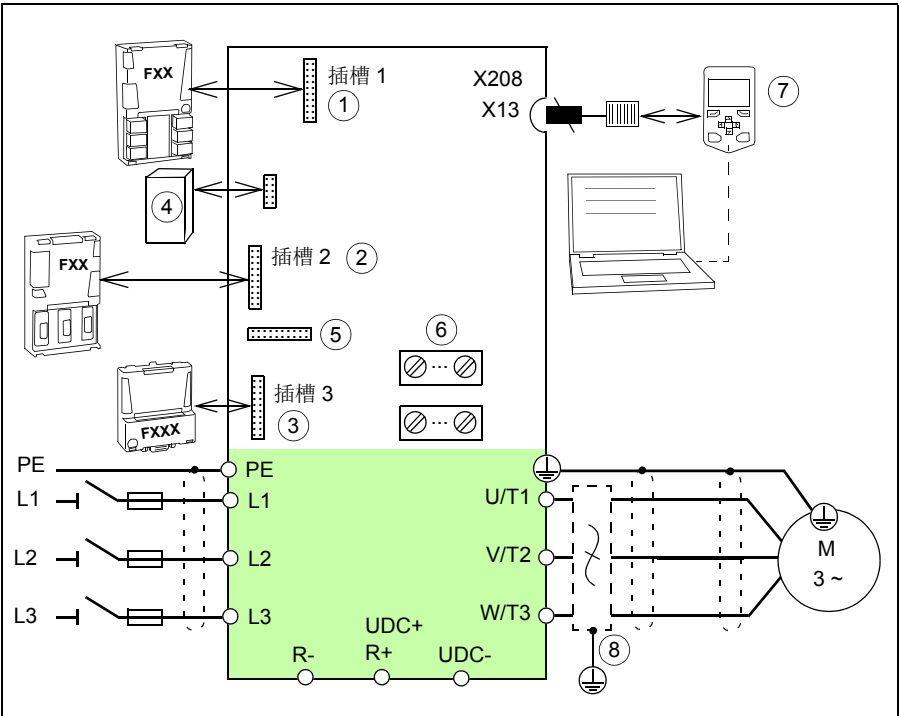 FXX
插槽 1
①
X208
X13
⑦
④
FXX
插槽 2 ②
⑤
⑥
插槽 3
③
FXXX
PE
PE
L1
L1
U/T1
L2
L2
V/T2
M
3 ~
L3
L3
W/T3
UDC+
R-
R+
UDC-
⑧